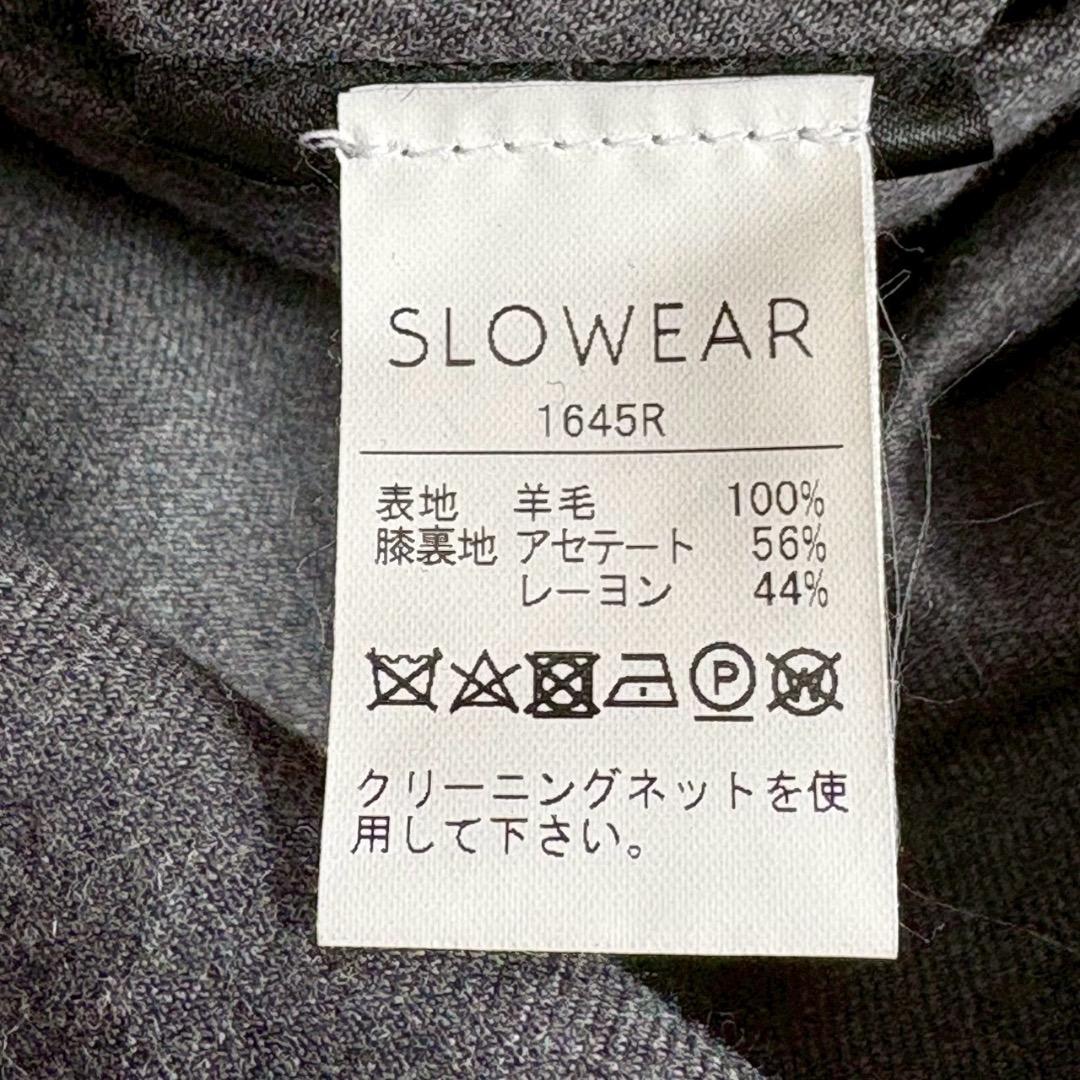 SLOWEAR
1645R
表地 羊毛 100%
膝裏地 アセテート 56%
レーヨン 44%
P W
クリーニングネットを使
用して下さい。